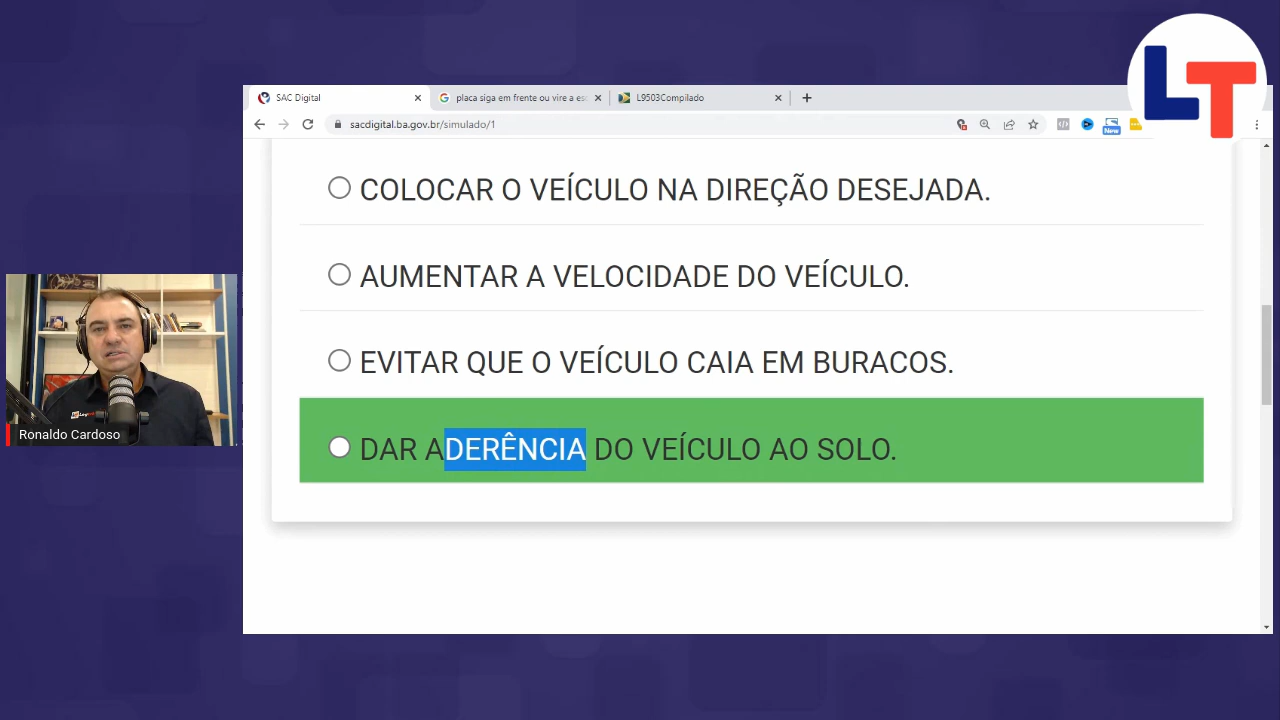 LT
SAC Digital
placa siga em frente ou vire a es
L9503Compilado
sacdigital.ba.gov.br/simulado/1
New
COLOCAR O VEÍCULO NA DIREÇÃO DESEJADA.
AUMENTAR A VELOCIDADE DO VEÍCULO.
EVITAR QUE O VEÍCULO CAIA EM BURACOS.
DAR ADERÊNCIA DO VEÍCULO AO SOLO.
Ronaldo Cardoso